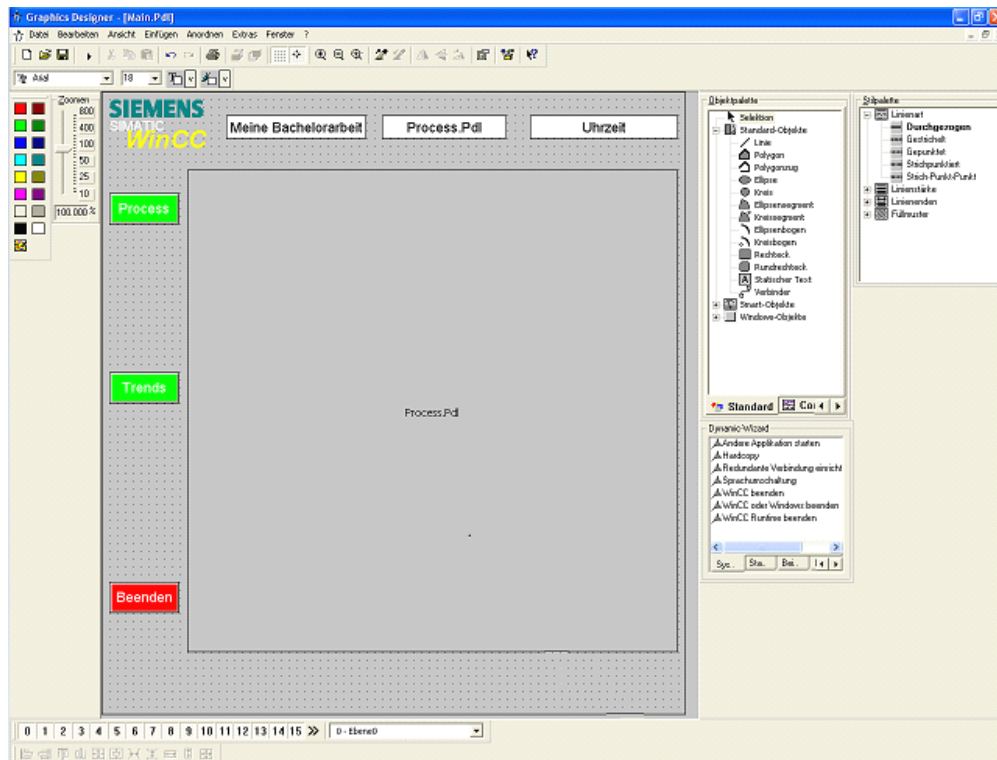 Graphics Designer - [Main.Pdl]
Datei Bearbeiten Ansicht Einfügen Anordnen Extras Fenster ?
Arial 18
Zoomen
800
400
100
50
25
10
100.000 %
SIEMENS
SIMATIC
WinCC
Meine Bachelorarbeit Process.Pdl Uhrzeit
Process
Trends
Beenden
Process.Pdl
Objektpalette
Selektion
Standard-Objekte
Linie
Polygon
Polygonzug
Ellipse
Kreis
Ellipsensegment
Kreissegment
Ellipsenbogen
Kreisbogen
Rechteck
Rundrechteck
Statischer Text
Verbinder
Smart-Objekte
Windows-Objekte
Standard
Stilpalette
Linienart
Durchgezogen
Gestrichelt
Gepunktet
Strichpunktiert
Strich-Punkt-Punkt
Linienstärke
Linienenden
Füllmuster
Dynamic-Wizard
Andere Applikation starten
Hardcopy
Redundante Verbindung einricht
Sprachumschaltung
WinCC beenden
WinCC oder Windows beenden
WinCC Runtime beenden
Sys.. Sta.. Bei..
0 1 2 3 4 5 6 7 8 9 10 11 12 13 14 15 0 - Ebene0